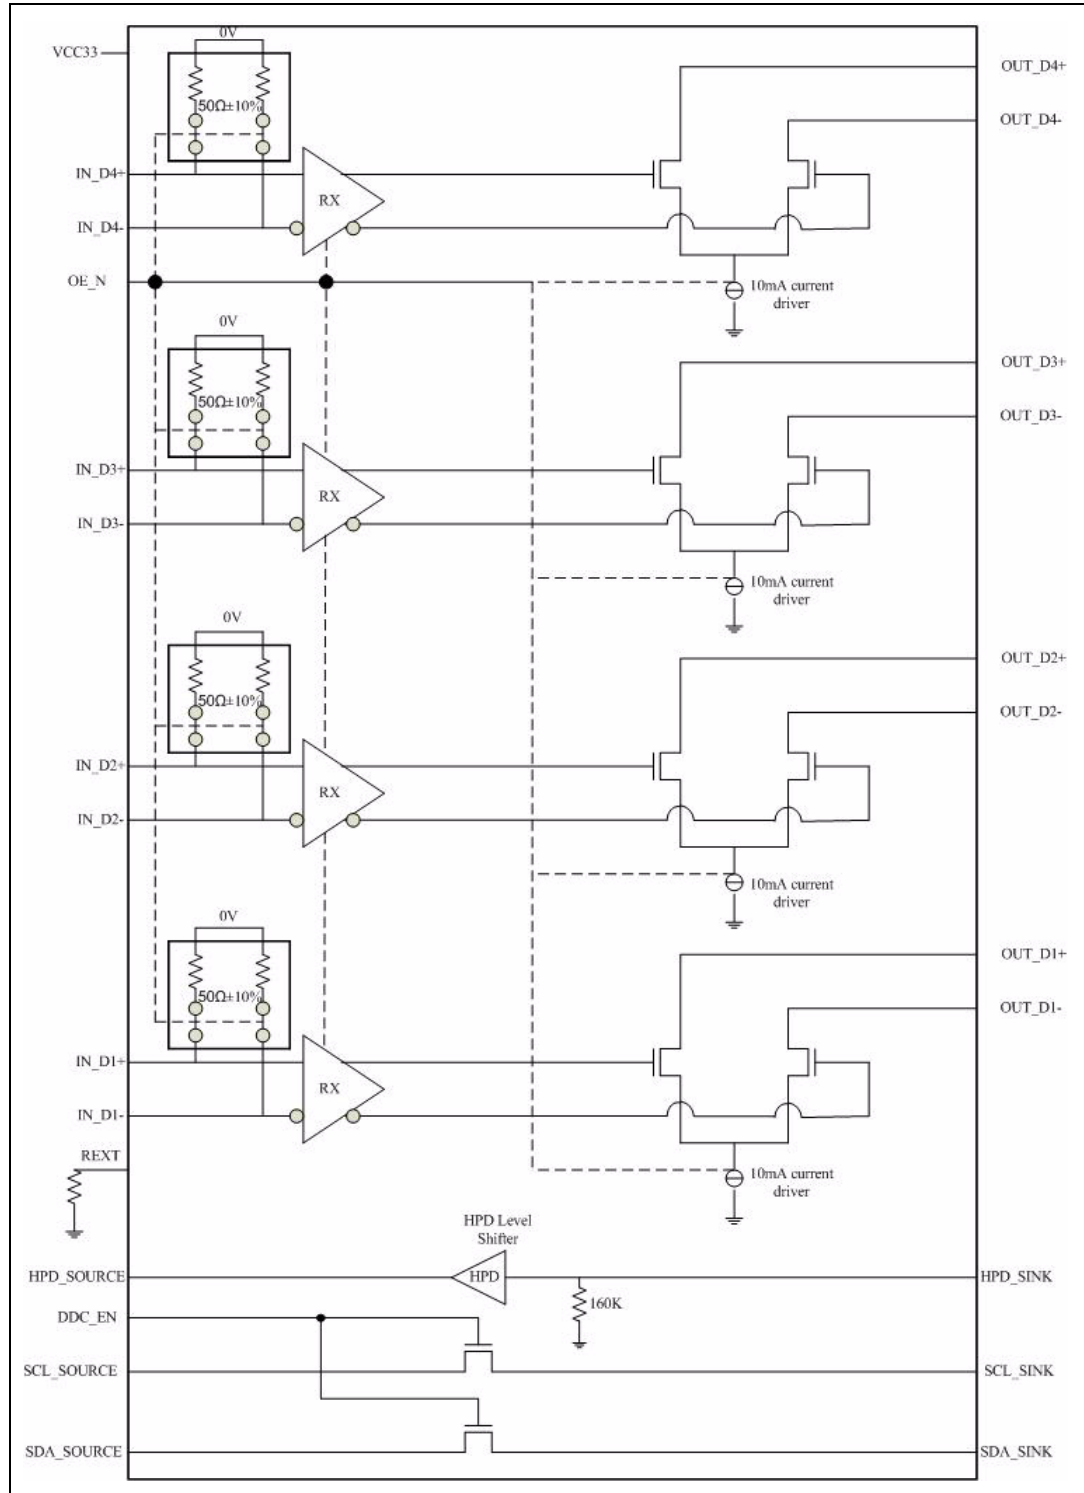 0V
VCC33
OUT_D4+
50Ω±10%
OUT_D4-
IN_D4+
RX
IN_D4-
OE_N
10mA current
driver
0V
OUT_D3+
50Ω±10%
OUT_D3-
IN_D3+
RX
IN_D3-
10mA current
driver
0V
OUT_D2+
50Ω±10%
OUT_D2-
IN_D2+
RX
IN_D2-
10mA current
driver
0V
OUT_D1+
50Ω±10%
OUT_D1-
IN_D1+
RX
IN_D1-
REXT
10mA current
driver
HPD Level
Shifter
HPD_SOURCE
HPD
HPD_SINK
160K
DDC_EN
SCL_SOURCE
SCL_SINK
SDA_SOURCE
SDA_SINK